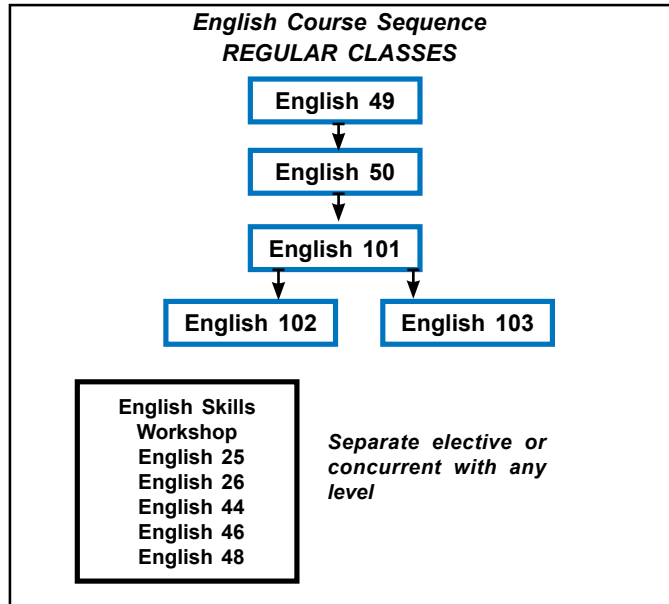 English Course Sequence
REGULAR CLASSES
English 49
English 50
English 101
English 102
English 103
English Skills
Workshop
English 25
English 26
English 44
English 46
English 48
Separate elective or
concurrent with any
level